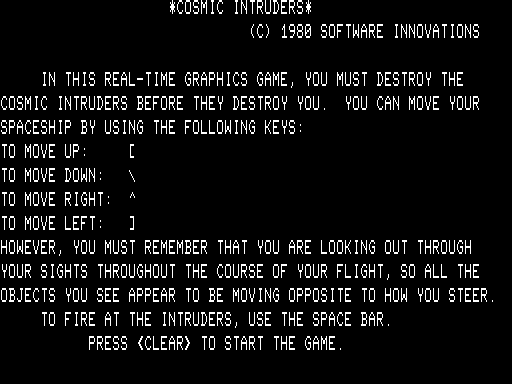 *COSMIC INTRUDERS*
(C) 1980 SOFTWARE INNOVATIONS
IN THIS REAL-TIME GRAPHICS GAME, YOU MUST DESTROY THE
COSMIC INTRUDERS BEFORE THEY DESTROY YOU.  YOU CAN MOVE YOUR
SPACESHIP BY USING THE FOLLOWING KEYS:
TO MOVE UP:     [
TO MOVE DOWN:   \
TO MOVE RIGHT:  ^
TO MOVE LEFT:   ]
HOWEVER, YOU MUST REMEMBER THAT YOU ARE LOOKING OUT THROUGH
YOUR SIGHTS THROUGHOUT THE COURSE OF YOUR FLIGHT, SO ALL THE
OBJECTS YOU SEE APPEAR TO BE MOVING OPPOSITE TO HOW YOU STEER.
TO FIRE AT THE INTRUDERS, USE THE SPACE BAR.
PRESS <CLEAR> TO START THE GAME.